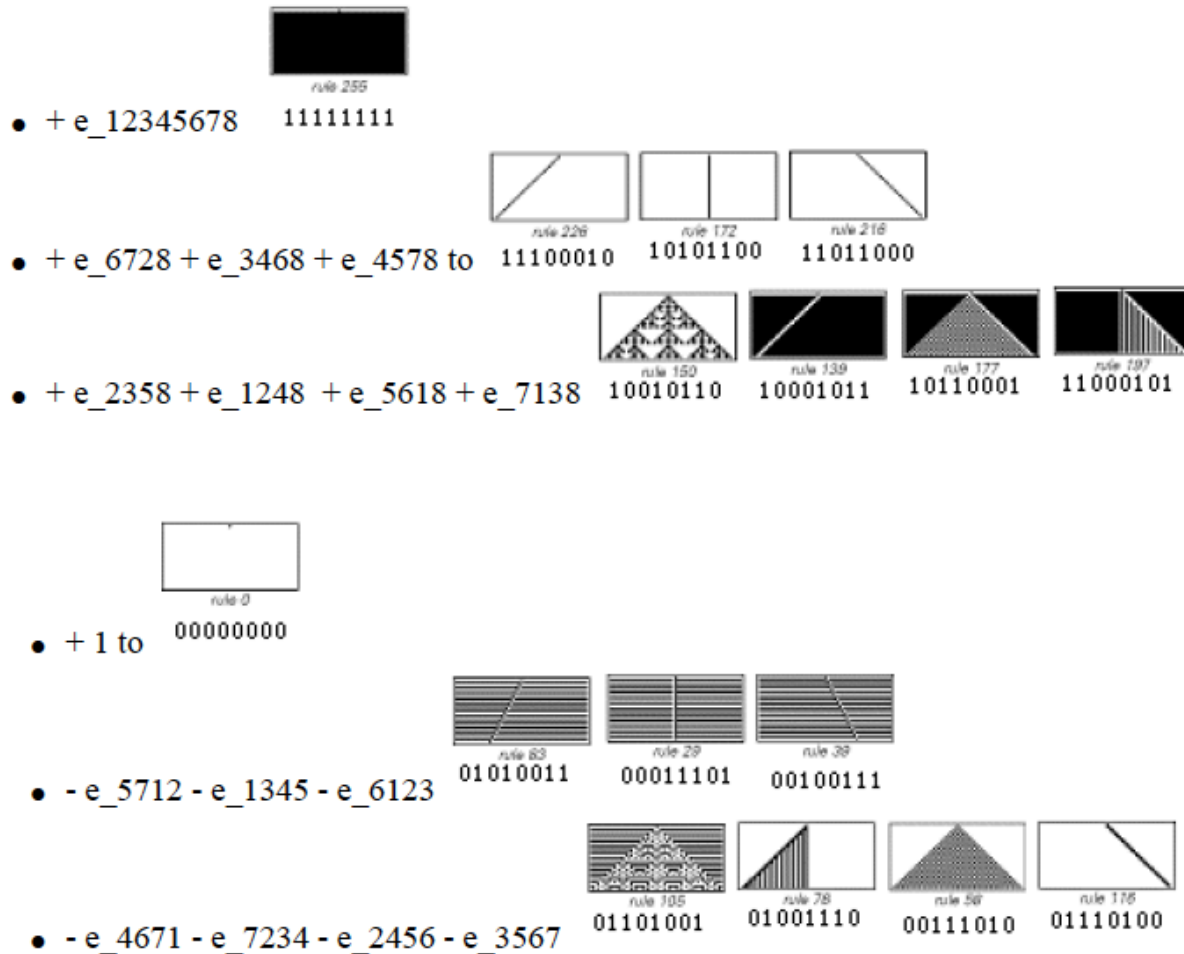 rule 255
• + e_12345678 11111111
rule 226 rule 172 rule 216
• + e_6728 + e_3468 + e_4578 to 11100010 10101100 11011000
rule 150 rule 139 rule 177 rule 197
• + e_2358 + e_1248 + e_5618 + e_7138 10010110 10001011 10110001 11000101
rule 0
• + 1 to 00000000
rule 83 rule 29 rule 39
• - e_5712 - e_1345 - e_6123 01010011 00011101 00100111
rule 105 rule 78 rule 58 rule 116
• - e_4671 - e_7234 - e_2456 - e_3567 01101001 01001110 00111010 01110100